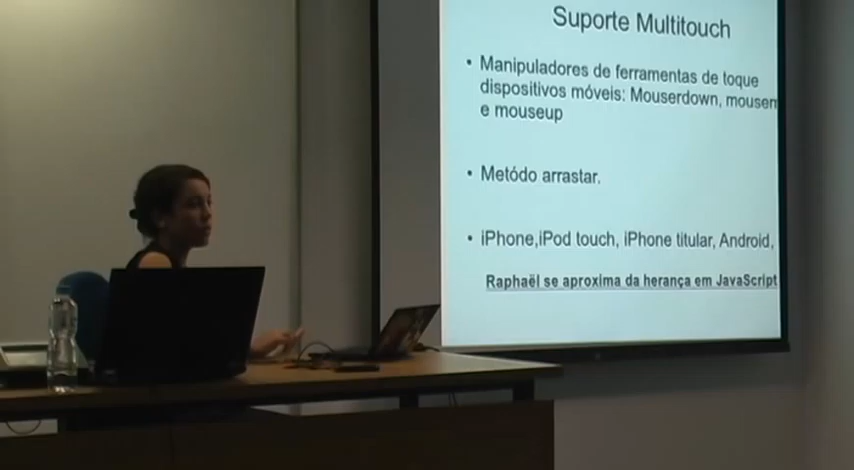 Suporte Multitouch
• Manipuladores de ferramentas de toque
dispositivos móveis: Mouserdown, mousem
e mouseup
• Metódo arrastar.
• iPhone,iPod touch, iPhone titular, Android,
Raphaël se aproxima da herança em JavaScript